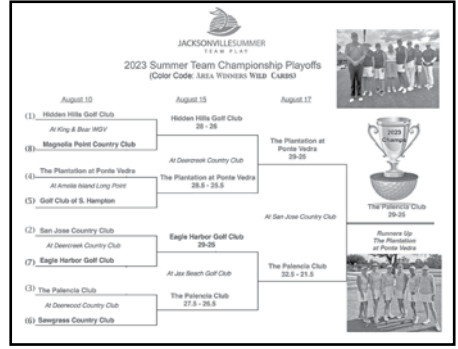 JACKSONVILLESUMMER
TEAM PLAY
2023 Summer Team Championship Playoffs
(Color Code: AREA WINNERS WILD CARDS)
August 10
August 15
August 17
(1) Hidden Hills Golf Club
At King & Bear WGV
(8) Magnolia Point Country Club
(4) The Plantation at Ponte Vedra
At Amelia Island Long Point
(5) Golf Club of S. Hampton
(2) San Jose Country Club
At Deercreek Country Club
(7) Eagle Harbor Golf Club
(3) The Palencia Club
At Deerwood Country Club
(6) Sawgrass Country Club
Hidden Hills Golf Club
28 - 26
At Deercreek Country Club
The Plantation at Ponte Vedra
28.5 - 25.5
Eagle Harbor Golf Club
29-25
At Jax Beach Golf Club
The Palencia Club
27.5 - 26.5
The Plantation at
Ponte Vedra
29-25
At San Jose Country Club
The Palencia Club
32.5 - 21.5
2023
Champs
The Palencia Club
29-25
Runners Up
The Plantation
at Ponte Vedra